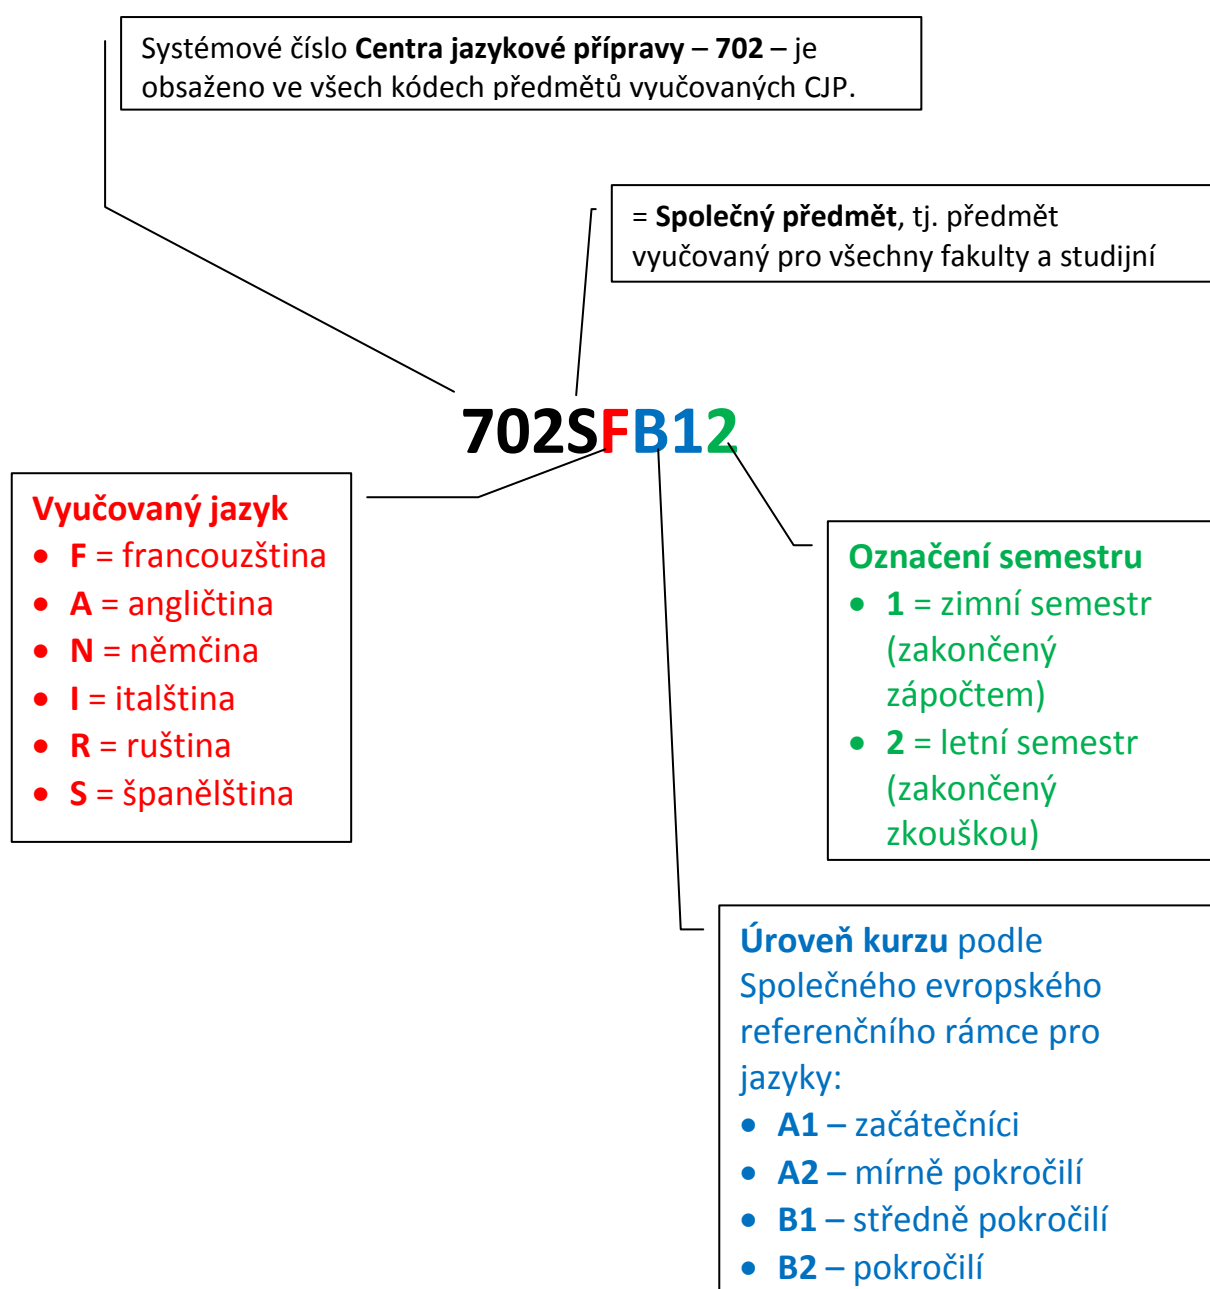 Systémové číslo Centra jazykové přípravy – 702 – je
obsaženo ve všech kódech předmětů vyučovaných CJP.
= Společný předmět, tj. předmět
vyučovaný pro všechny fakulty a studijní
702SFB12
Vyučovaný jazyk
• F = francouzština
• A = angličtina
• N = němčina
• I = italština
• R = ruština
• S = španělština
Označení semestru
• 1 = zimní semestr
(zakončený
zápočtem)
• 2 = letní semestr
(zakončený
zkouškou)
Úroveň kurzu podle
Společného evropského
referenčního rámce pro
jazyky:
• A1 – začátečníci
• A2 – mírně pokročilí
• B1 – středně pokročilí
• B2 – pokročilí